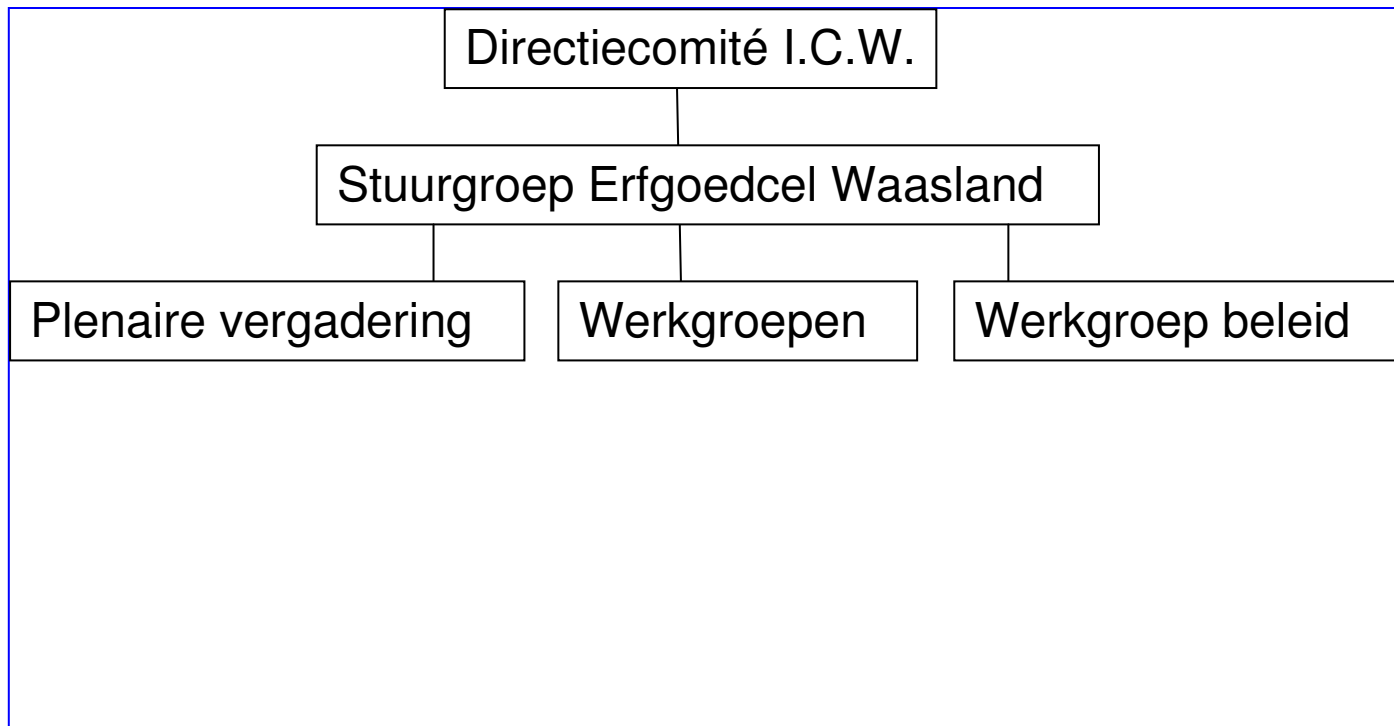 Directiecomité I.C.W.
Stuurgroep Erfgoedcel Waasland
Plenaire vergadering
Werkgroepen
Werkgroep beleid